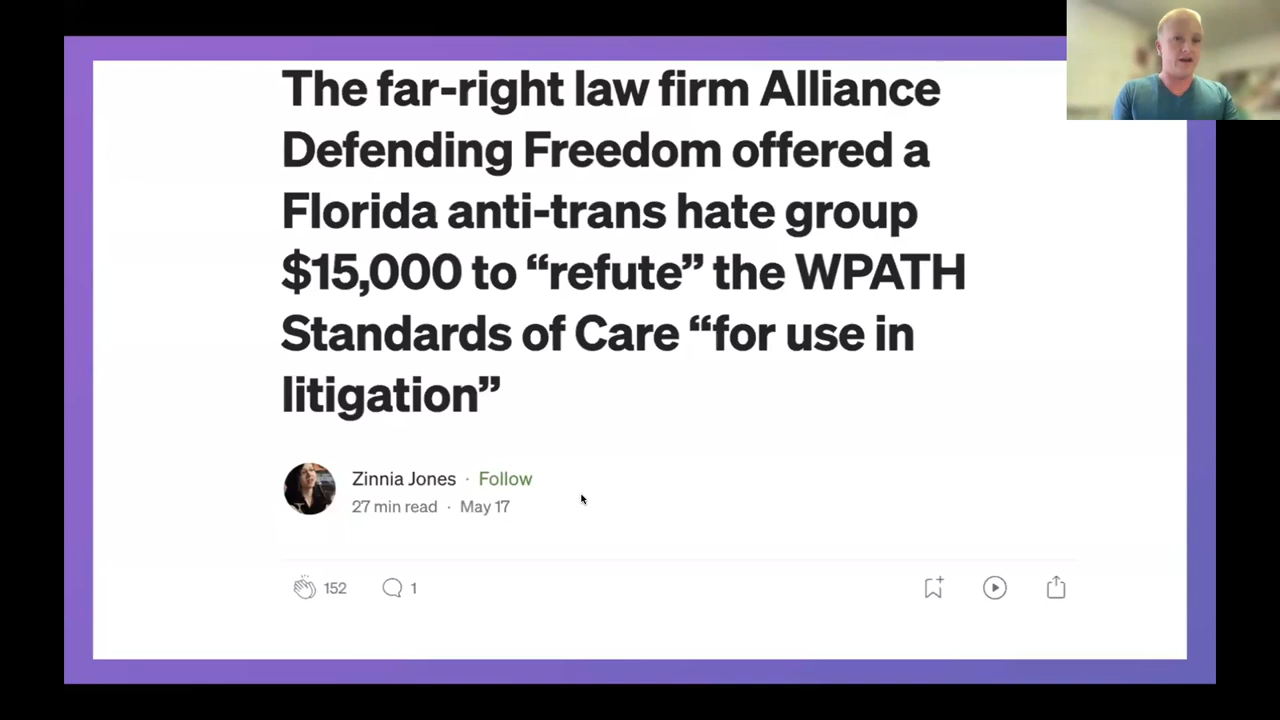 The far-right law firm Alliance
Defending Freedom offered a
Florida anti-trans hate group
$15,000 to “refute” the WPATH
Standards of Care “for use in
litigation”
Zinnia Jones · Follow
27 min read · May 17
152 1